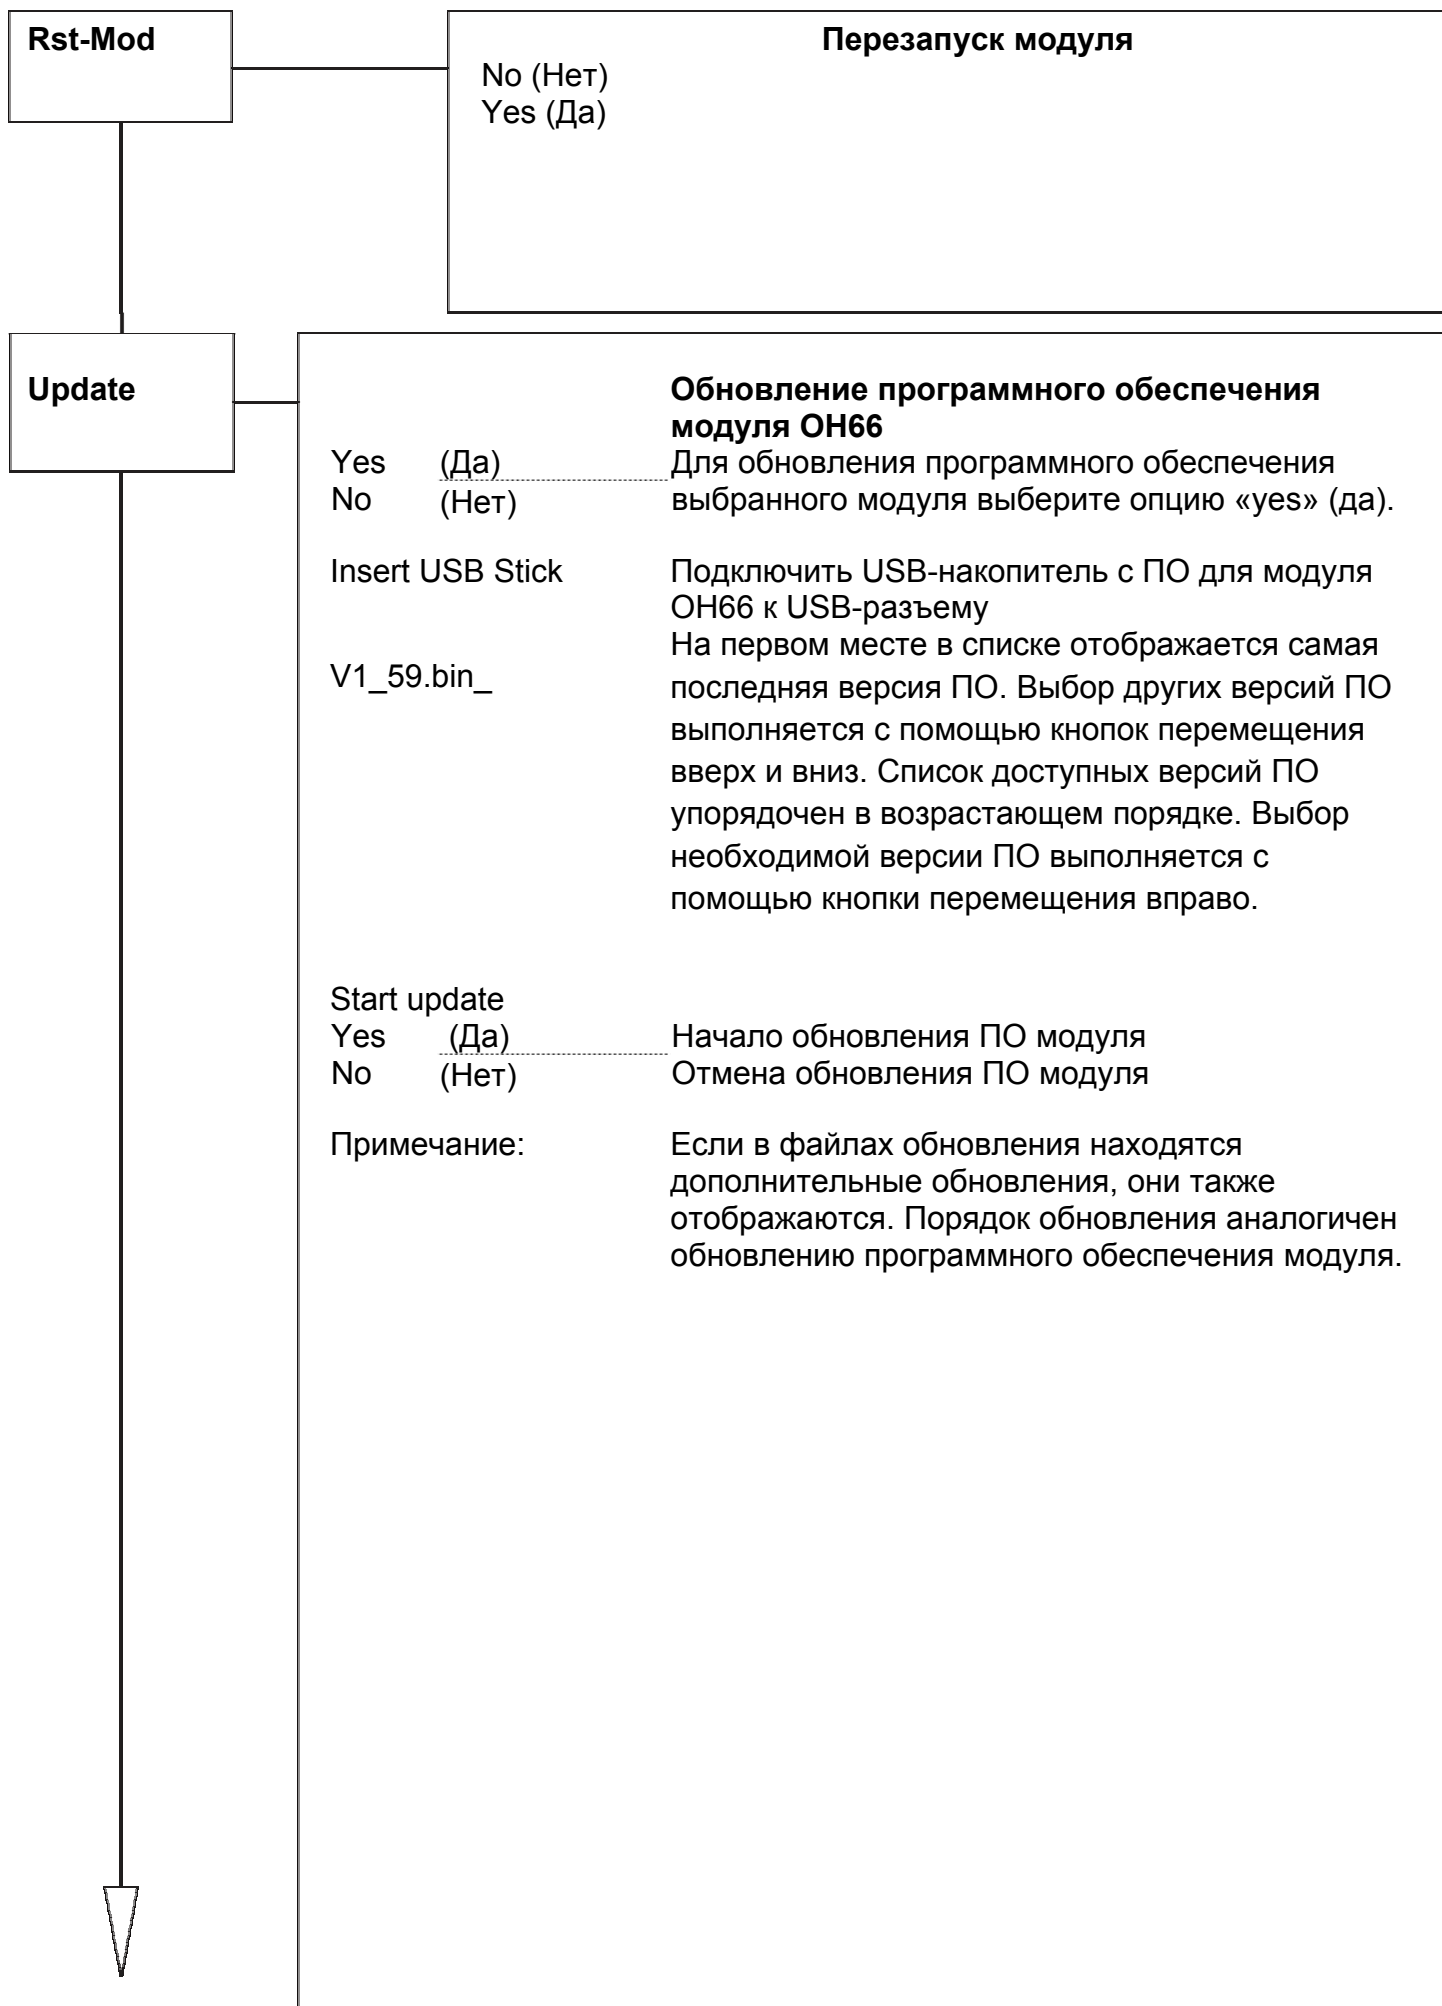 Rst-Mod
Перезапуск модуля
No (Нет)
Yes (Да)
Update
Обновление программного обеспечения
модуля ОН66
Yes (Да) Для обновления программного обеспечения
No (Нет) выбранного модуля выберите опцию «yes» (да).
Insert USB Stick Подключить USB-накопитель с ПО для модуля
ОН66 к USB-разъему
На первом месте в списке отображается самая
V1_59.bin_ последняя версия ПО. Выбор других версий ПО
выполняется с помощью кнопок перемещения
вверх и вниз. Список доступных версий ПО
упорядочен в возрастающем порядке. Выбор
необходимой версии ПО выполняется с
помощью кнопки перемещения вправо.
Start update
Yes (Да) Начало обновления ПО модуля
No (Нет) Отмена обновления ПО модуля
Примечание: Если в файлах обновления находятся
дополнительные обновления, они также
отображаются. Порядок обновления аналогичен
обновлению программного обеспечения модуля.